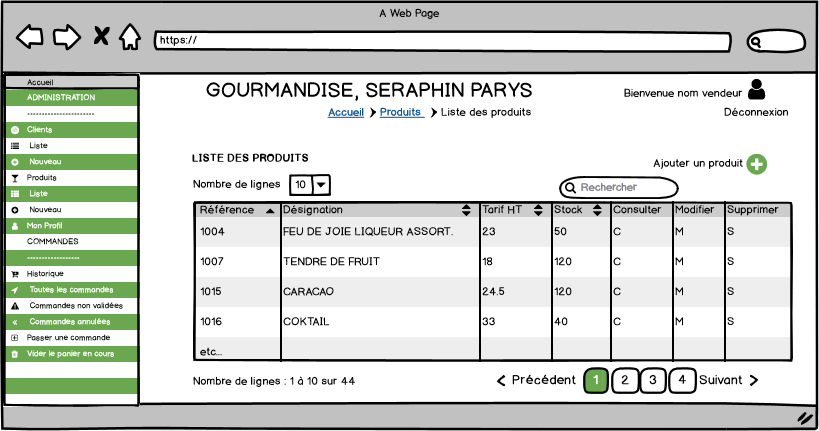 A Web Page
https://
Accueil
ADMINISTRATION
-----------------------
Clients
Liste
Nouveau
Produits
Liste
Nouveau
Mon Profil
COMMANDES
------------------
Historique
Toutes les commandes
Commandes non validées
Commandes annulées
Passer une commande
Vider le panier en cours
GOURMANDISE, SERAPHIN PARYS
Bienvenue nom vendeur
Accueil Produits Liste des produits
Déconnexion
LISTE DES PRODUITS
Ajouter un produit
Nombre de lignes 10
Rechercher
Référence Désignation Tarif HT Stock Consulter Modifier Supprimer
1004 FEU DE JOIE LIQUEUR ASSORT. 23 50 C M S
1007 TENDRE DE FRUIT 18 120 C M S
1015 CARACAO 24.5 120 C M S
1016 COKTAIL 33 40 C M S
etc...
Nombre de lignes : 1 à 10 sur 44
< Précédent 1 2 3 4 Suivant >